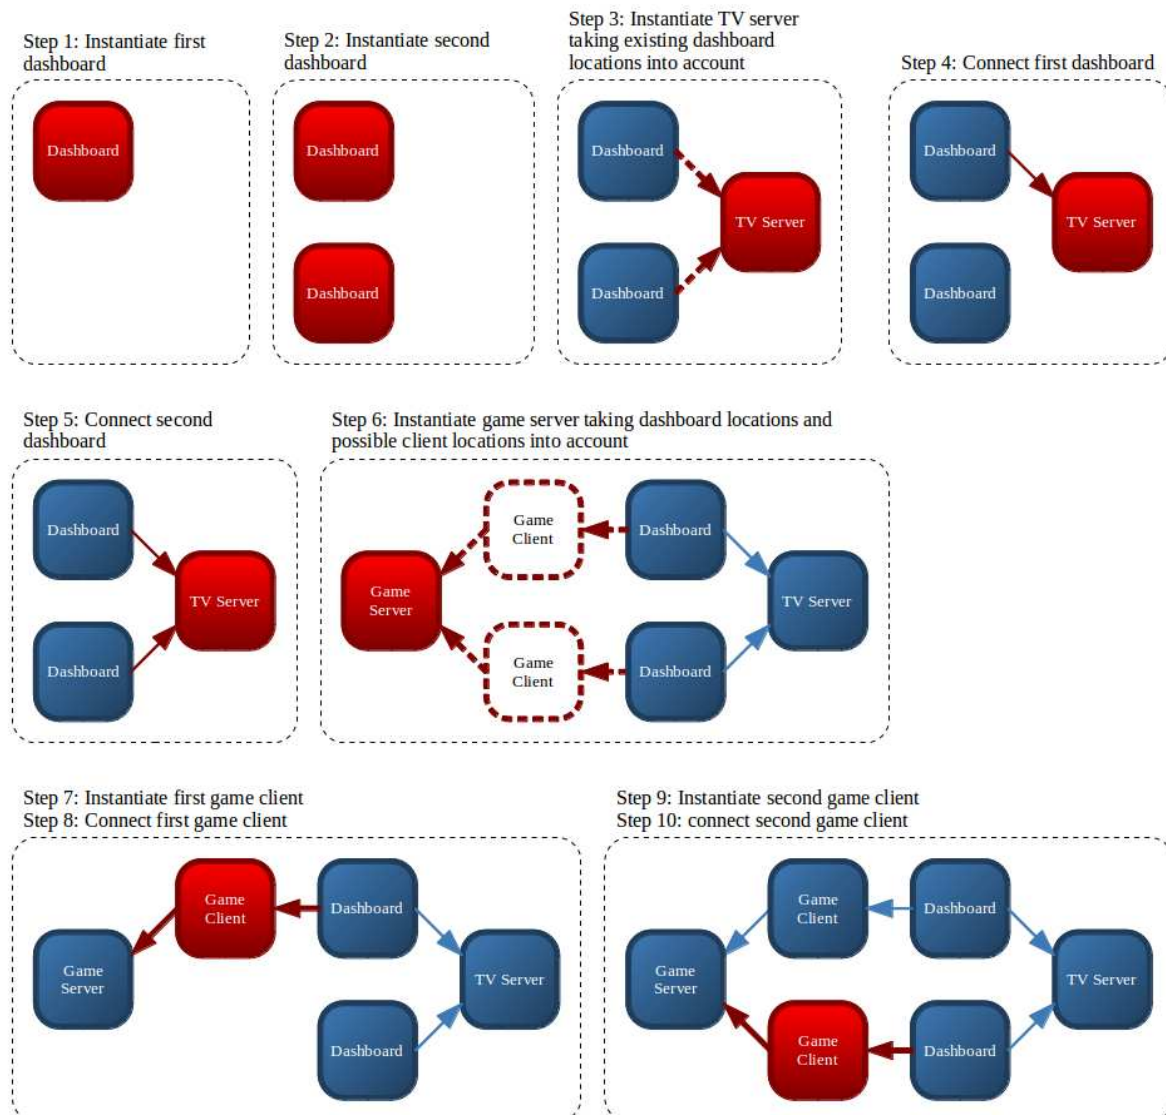 Step 1: Instantiate first
dashboard
Dashboard
Step 2: Instantiate second
dashboard
Dashboard
Dashboard
Step 3: Instantiate TV server
taking existing dashboard
locations into account
Dashboard
TV Server
Dashboard
Step 4: Connect first dashboard
Dashboard
TV Server
Dashboard
Step 5: Connect second
dashboard
Dashboard
TV Server
Dashboard
Step 6: Instantiate game server taking dashboard locations and
possible client locations into account
Game
Client
Dashboard
Game
Server
TV Server
Game
Client
Dashboard
Step 7: Instantiate first game client
Step 8: Connect first game client
Game
Client
Dashboard
Game
Server
TV Server
Dashboard
Step 9: Instantiate second game client
Step 10: connect second game client
Game
Client
Dashboard
Game
Server
TV Server
Game
Client
Dashboard